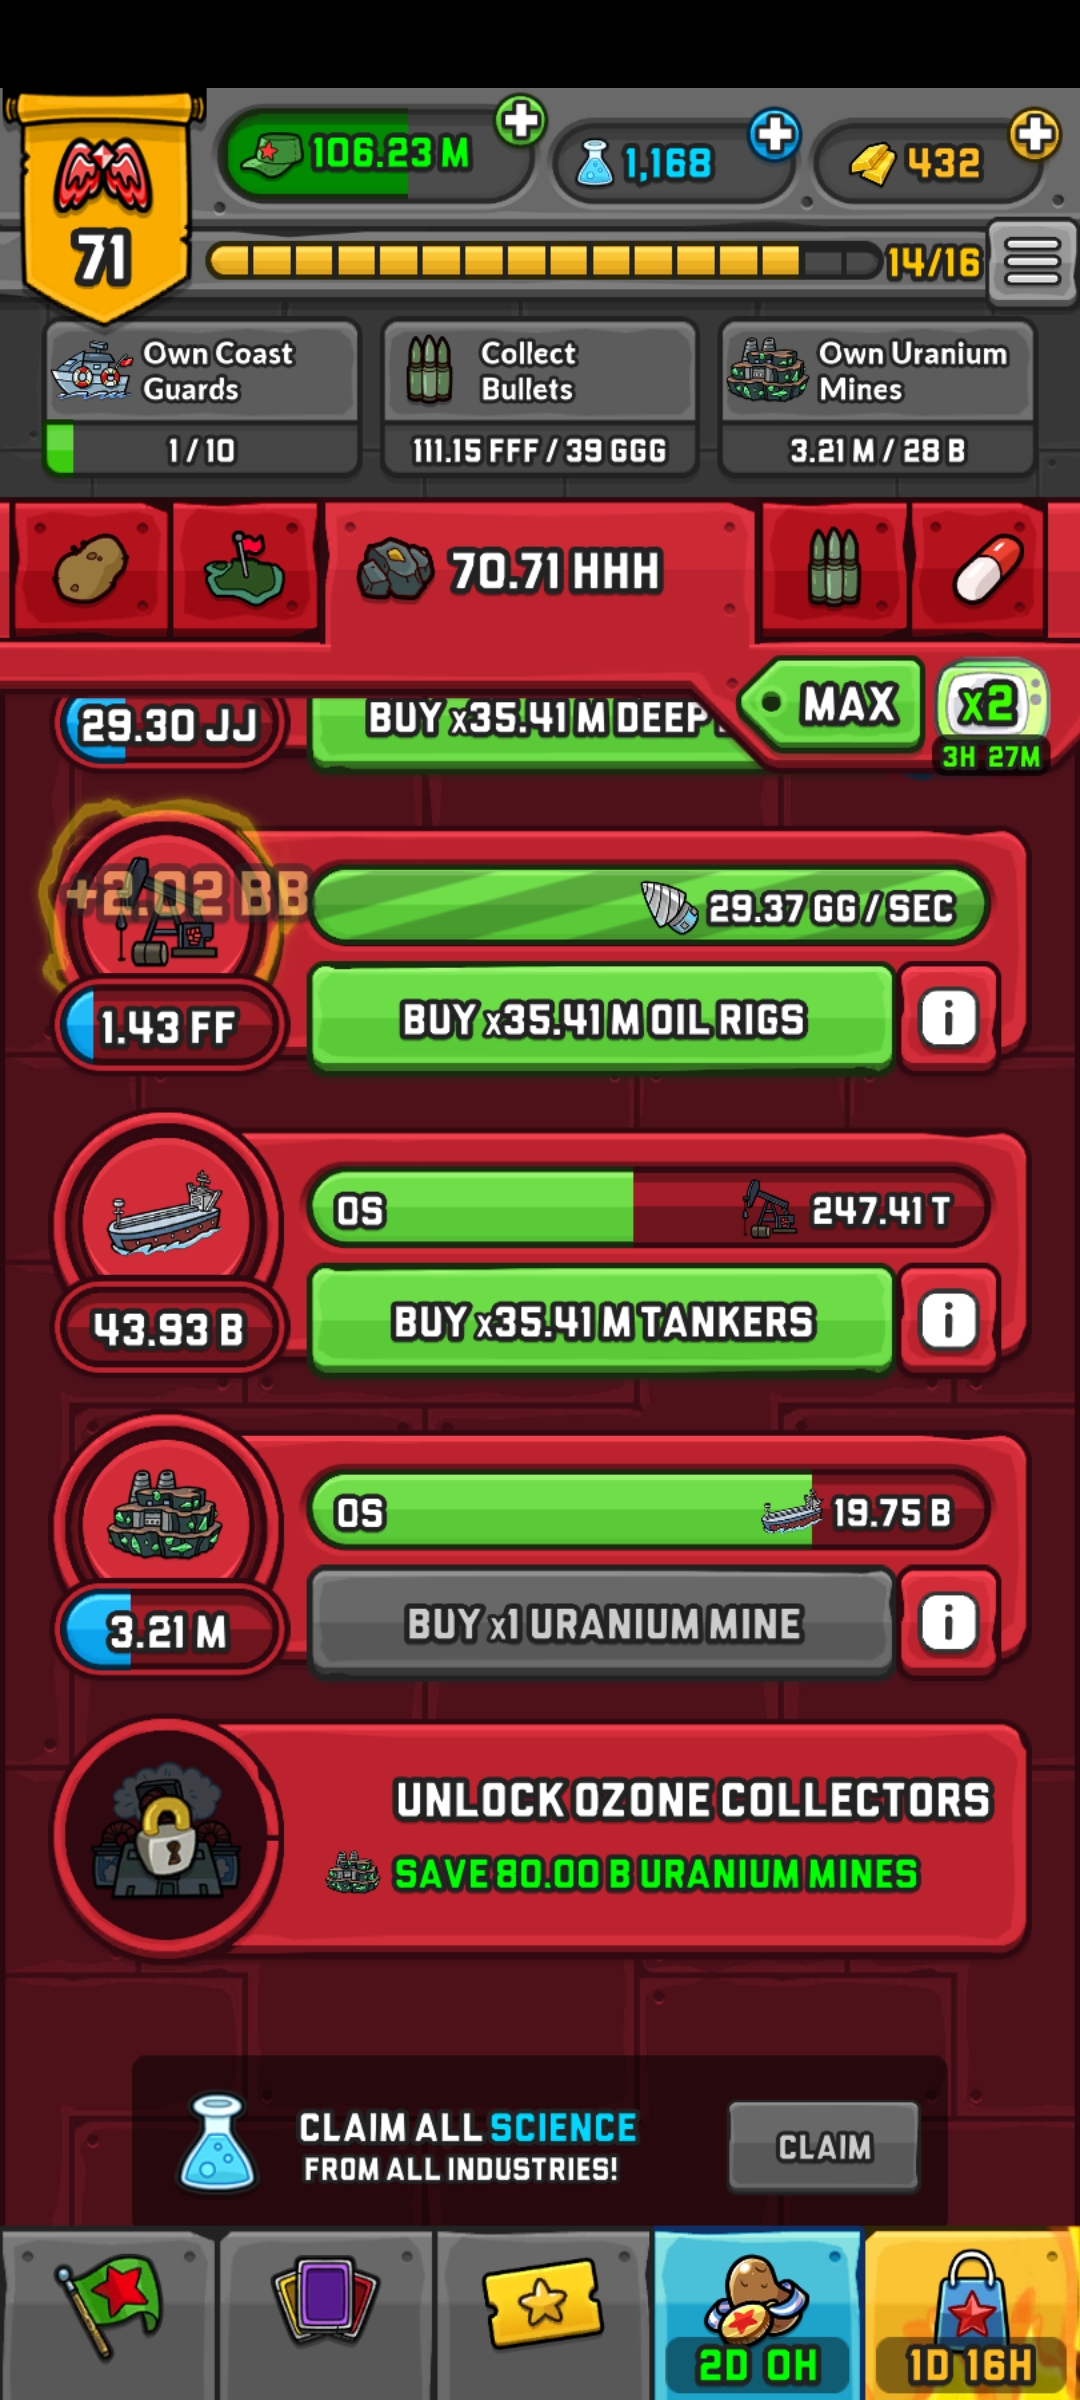 106.23 M
1,168
432
71
14/16
Own Coast
Guards
1 / 10
Collect
Bullets
111.15 FFF / 39 GGG
Own Uranium
Mines
3.21 M / 28 B
70.71 HHH
MAX
x2
3H 27M
29.30 JJ
BUY x35.41 M DEEP
+2.02 BB
29.37 GG / SEC
1.43 FF
BUY x35.41 M OIL RIGS
i
0S
247.41 T
43.93 B
BUY x35.41 M TANKERS
i
0S
19.75 B
3.21 M
BUY x1 URANIUM MINE
i
UNLOCK OZONE COLLECTORS
SAVE 80.00 B URANIUM MINES
CLAIM ALL SCIENCE
FROM ALL INDUSTRIES!
CLAIM
2D 0H
1D 16H